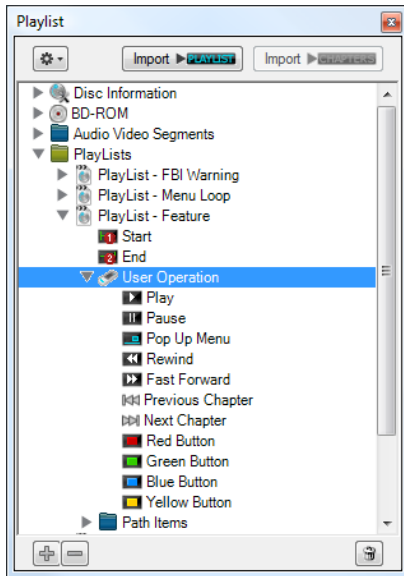 Playlist
Import PLAYLIST Import CHAPTERS
Disc Information
BD-ROM
Audio Video Segments
PlayLists
PlayList - FBI Warning
PlayList - Menu Loop
PlayList - Feature
1 Start
2 End
User Operation
Play
Pause
Pop Up Menu
Rewind
Fast Forward
Previous Chapter
Next Chapter
Red Button
Green Button
Blue Button
Yellow Button
Path Items